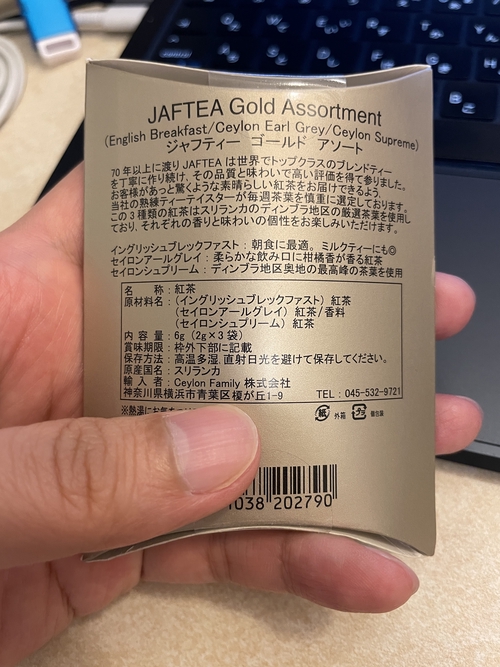 JAFTEA Gold Assortment
(English Breakfast/Ceylon Earl Grey/Ceylon Supreme)
ジャフティー ゴールド アソート
70年以上に渡りJAFTEAは世界でトップクラスのブレンドティー
を丁寧に作り続け、その品質と味わいで高い評価を得て参りました。
お客様があっと驚くような素晴らしい紅茶をお届けできるよう、
当社の熟練ティーテイスターが毎週茶葉を慎重に選定しております。
この3種類の紅茶はスリランカのディンブラ地区の厳選茶葉を使用し
ており、それぞれの香りと味わいの個性をお楽しみいただけます。
イングリッシュブレックファスト：朝食に最適。ミルクティーにも◎
セイロンアールグレイ：柔らかな飲み口に柑橘香が香る紅茶
セイロンシュプリーム：ディンブラ地区奥地の最高峰の茶葉を使用
名 称：紅茶
原材料名：（イングリッシュブレックファスト）紅茶
（セイロンアールグレイ）紅茶/香料
（セイロンシュプリーム）紅茶
内 容 量：6g（2g×3袋）
賞味期限：枠外下部に記載
保存方法：高温多湿、直射日光を避けて保存してください。
原産国名：スリランカ
輸 入 者：Ceylon Family 株式会社
神奈川県横浜市青葉区榎が丘1-9 TEL：045-532-9721
※熱湯にお気をつけ
紙 外箱 プラ 個包装
038 202790